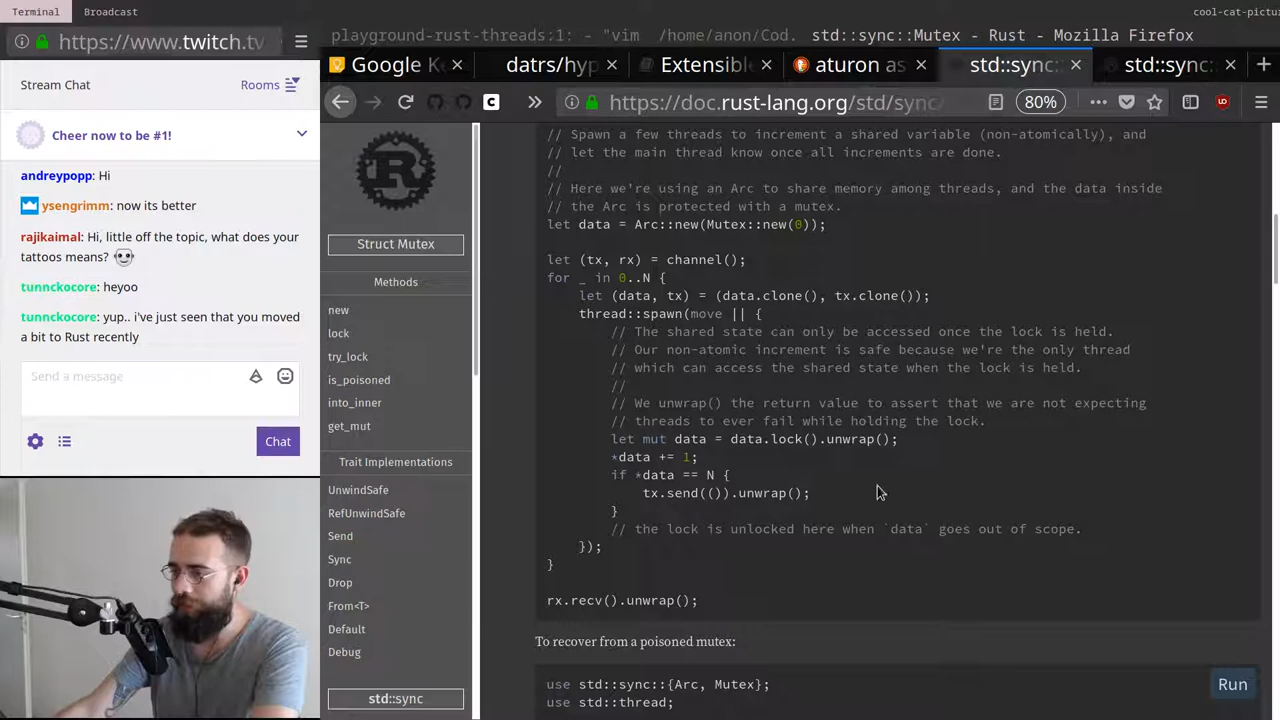 Terminal
Broadcast
cool-cat-pictu
https://www.twitch.tv
playground-rust-threads:1: - "vim /home/anon/Cod.
std::sync::Mutex - Rust - Mozilla Firefox
Google K
datrs/hyp
Extensible
aturon as
std::sync:
std::sync:
https://doc.rust-lang.org/std/sync/
80%
Stream Chat
Rooms
Cheer now to be #1!
andreypopp: Hi
ysengrimm: now its better
rajikaimal: Hi, little off the topic, what does your
tattoos means?
tunnckocore: heyoo
tunnckocore: yup.. i've just seen that you moved
a bit to Rust recently
Send a message
Chat
Struct Mutex
Methods
new
lock
try_lock
is_poisoned
into_inner
get_mut
Trait Implementations
UnwindSafe
RefUnwindSafe
Send
Sync
Drop
From<T>
Default
Debug
std::sync
// Spawn a few threads to increment a shared variable (non-atomically), and
// let the main thread know once all increments are done.
//
// Here we're using an Arc to share memory among threads, and the data inside
// the Arc is protected with a mutex.
let data = Arc::new(Mutex::new(0));
let (tx, rx) = channel();
for _ in 0..N {
let (data, tx) = (data.clone(), tx.clone());
thread::spawn(move || {
// The shared state can only be accessed once the lock is held.
// Our non-atomic increment is safe because we're the only thread
// which can access the shared state when the lock is held.
//
// We unwrap() the return value to assert that we are not expecting
// threads to ever fail while holding the lock.
let mut data = data.lock().unwrap();
*data += 1;
if *data == N {
tx.send(()).unwrap();
}
// the lock is unlocked here when `data` goes out of scope.
});
}
rx.recv().unwrap();
To recover from a poisoned mutex:
use std::sync::{Arc, Mutex};
use std::thread;
Run